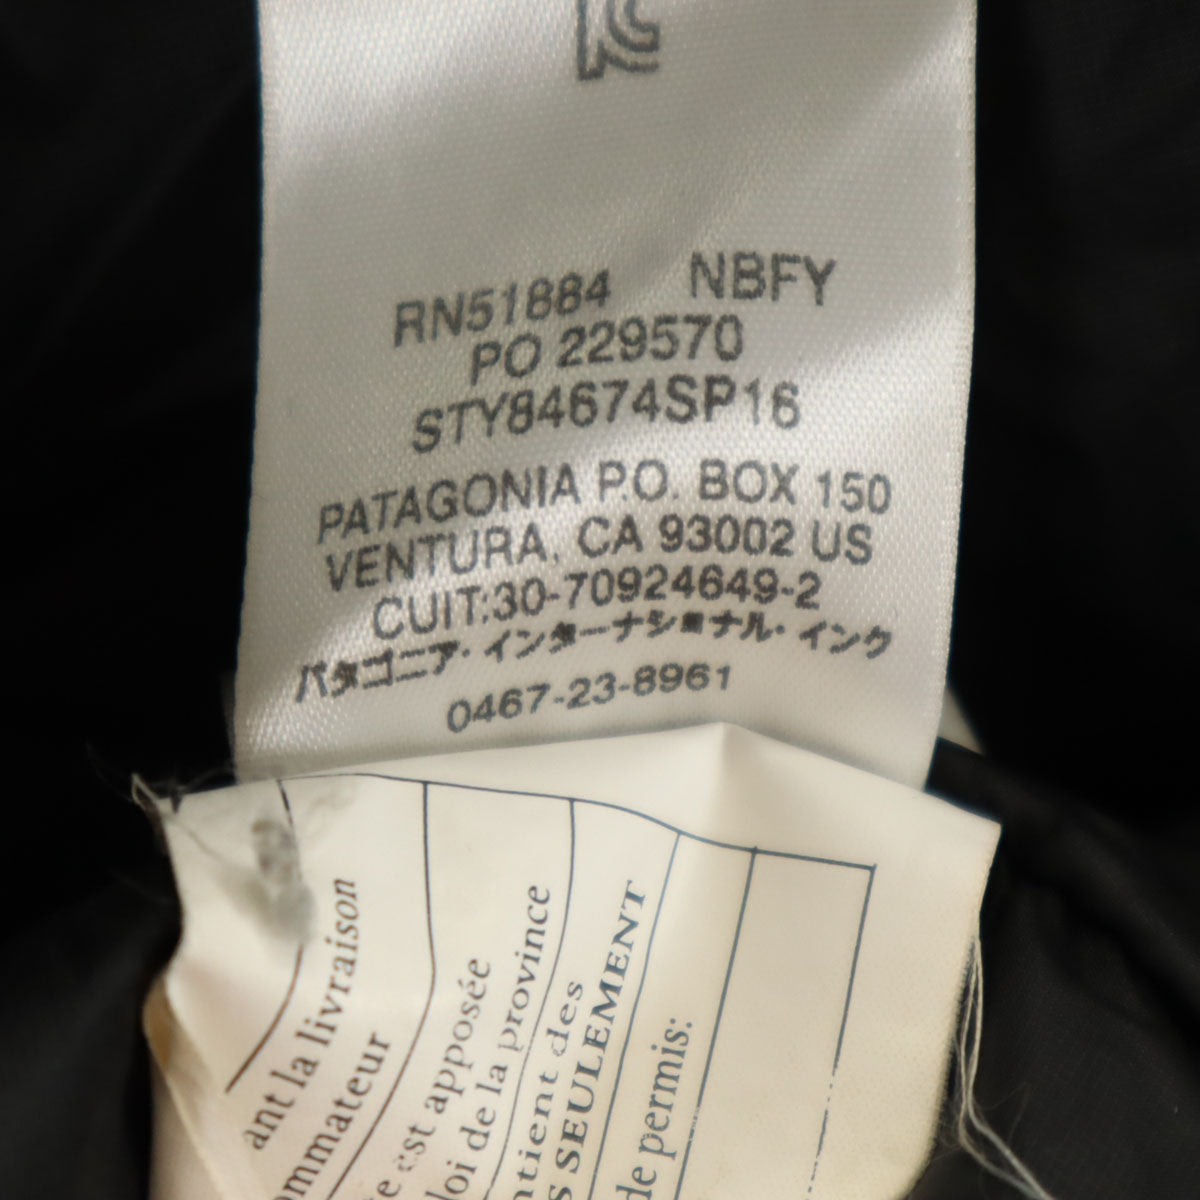 RN51884 NBFY
PO 229570
STY84674SP16
PATAGONIA P.O. BOX 150
VENTURA, CA 93002 US
CUIT:30-70924649-2
パタゴニア・インターナショナル・インク
0467-23-8961
ant la livraison
ommateur
e est apposée
loi de la province
ntient des
S SEULEMENT
de permis: